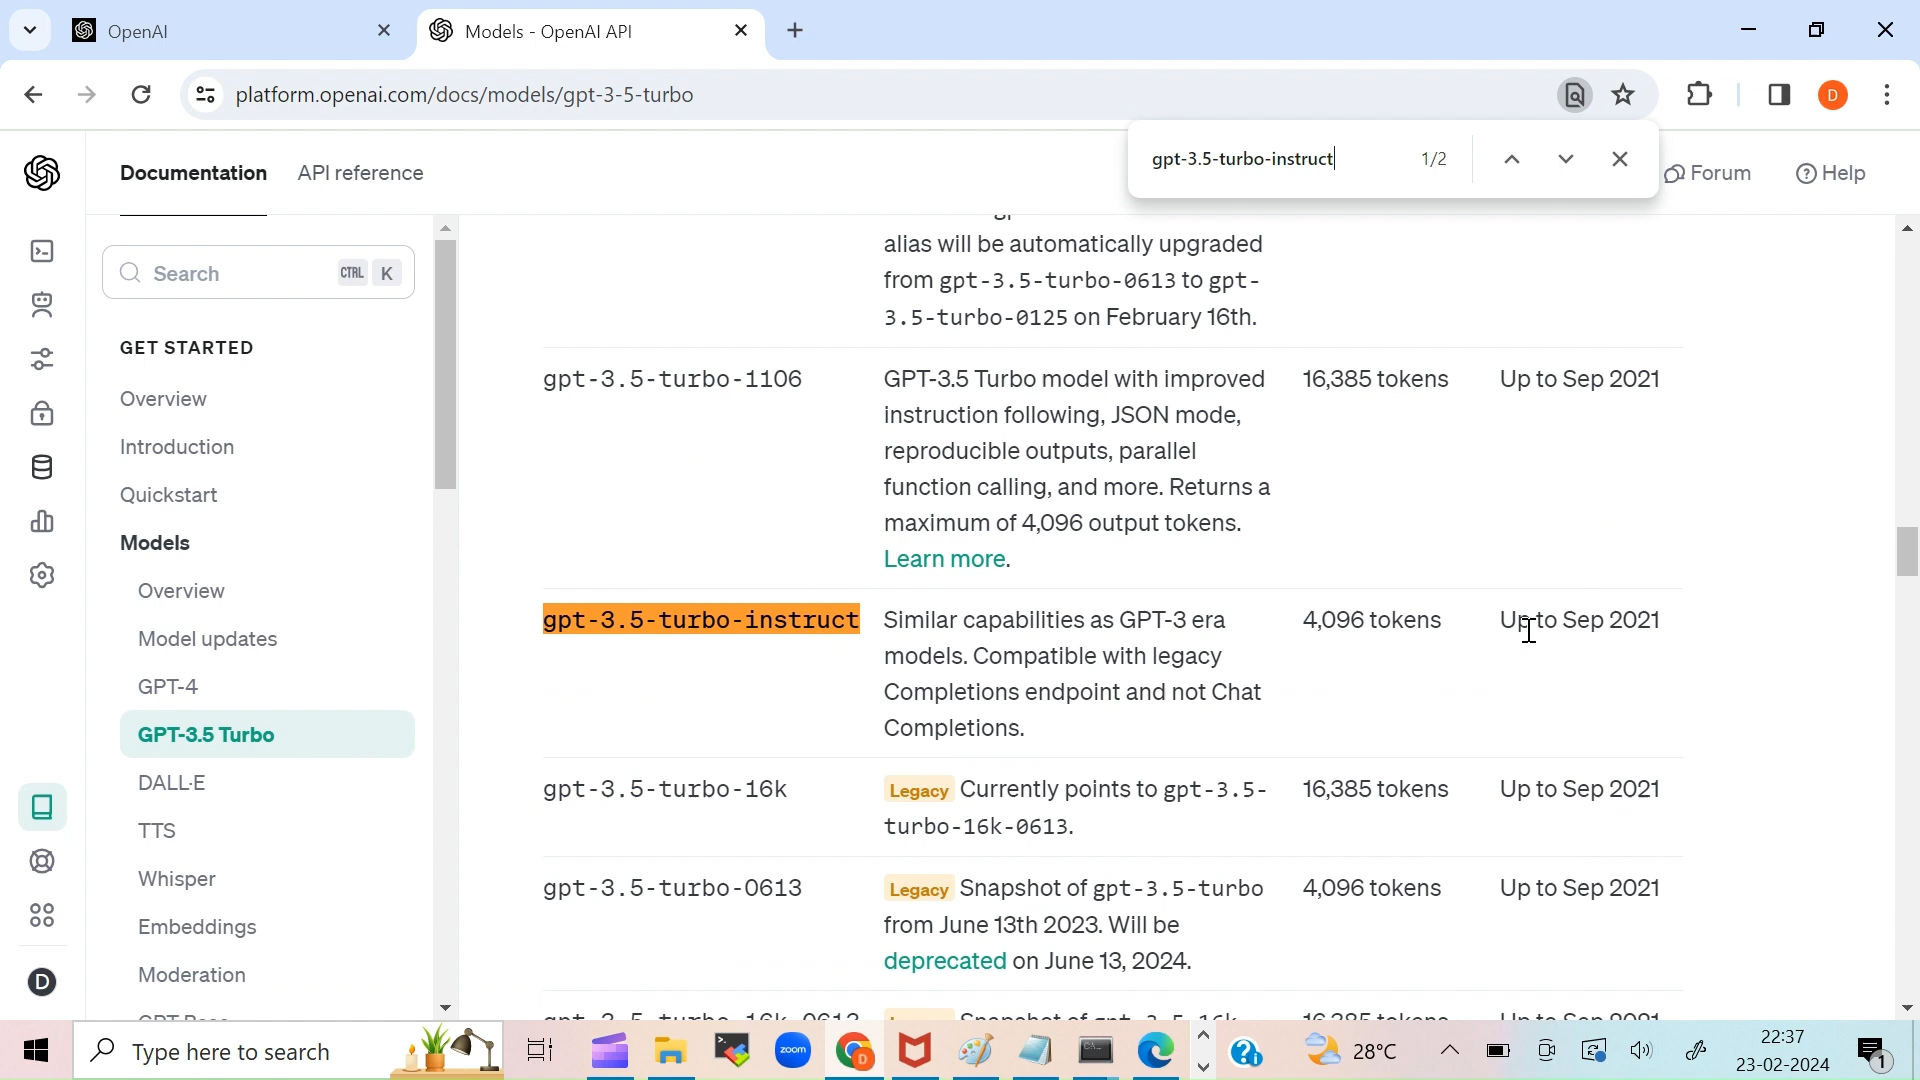 OpenAI
Models - OpenAI API
platform.openai.com/docs/models/gpt-3-5-turbo
D
gpt-3.5-turbo-instruct 1/2
Documentation API reference
Forum
Help
Search CTRL K
GET STARTED
Overview
Introduction
Quickstart
Models
Overview
Model updates
GPT-4
GPT-3.5 Turbo
DALL·E
TTS
Whisper
Embeddings
Moderation
D
alias will be automatically upgraded
from gpt-3.5-turbo-0613 to gpt-
3.5-turbo-0125 on February 16th.
gpt-3.5-turbo-1106 GPT-3.5 Turbo model with improved 16,385 tokens Up to Sep 2021
instruction following, JSON mode,
reproducible outputs, parallel
function calling, and more. Returns a
maximum of 4,096 output tokens.
Learn more.
gpt-3.5-turbo-instruct Similar capabilities as GPT-3 era 4,096 tokens Up to Sep 2021
models. Compatible with legacy
Completions endpoint and not Chat
Completions.
gpt-3.5-turbo-16k Legacy Currently points to gpt-3.5- 16,385 tokens Up to Sep 2021
turbo-16k-0613.
gpt-3.5-turbo-0613 Legacy Snapshot of gpt-3.5-turbo 4,096 tokens Up to Sep 2021
from June 13th 2023. Will be
deprecated on June 13, 2024.
Type here to search
zoom
D
28°C
22:37
23-02-2024
1